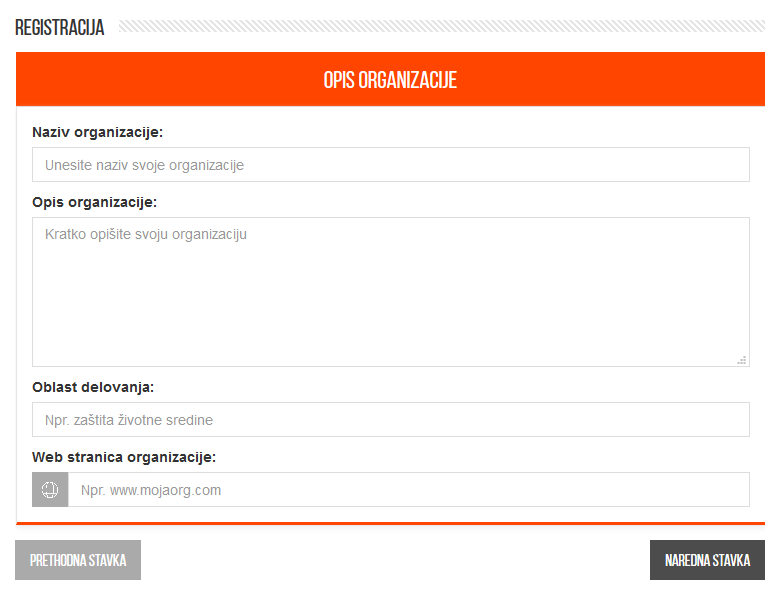 REGISTRACIJA
OPIS ORGANIZACIJE
Naziv organizacije:
Unesite naziv svoje organizacije
Opis organizacije:
Kratko opišite svoju organizaciju
Oblast delovanja:
Npr. zaštita životne sredine
Web stranica organizacije:
Npr. www.mojaorg.com
PRETHODNA STAVKA
NAREDNA STAVKA